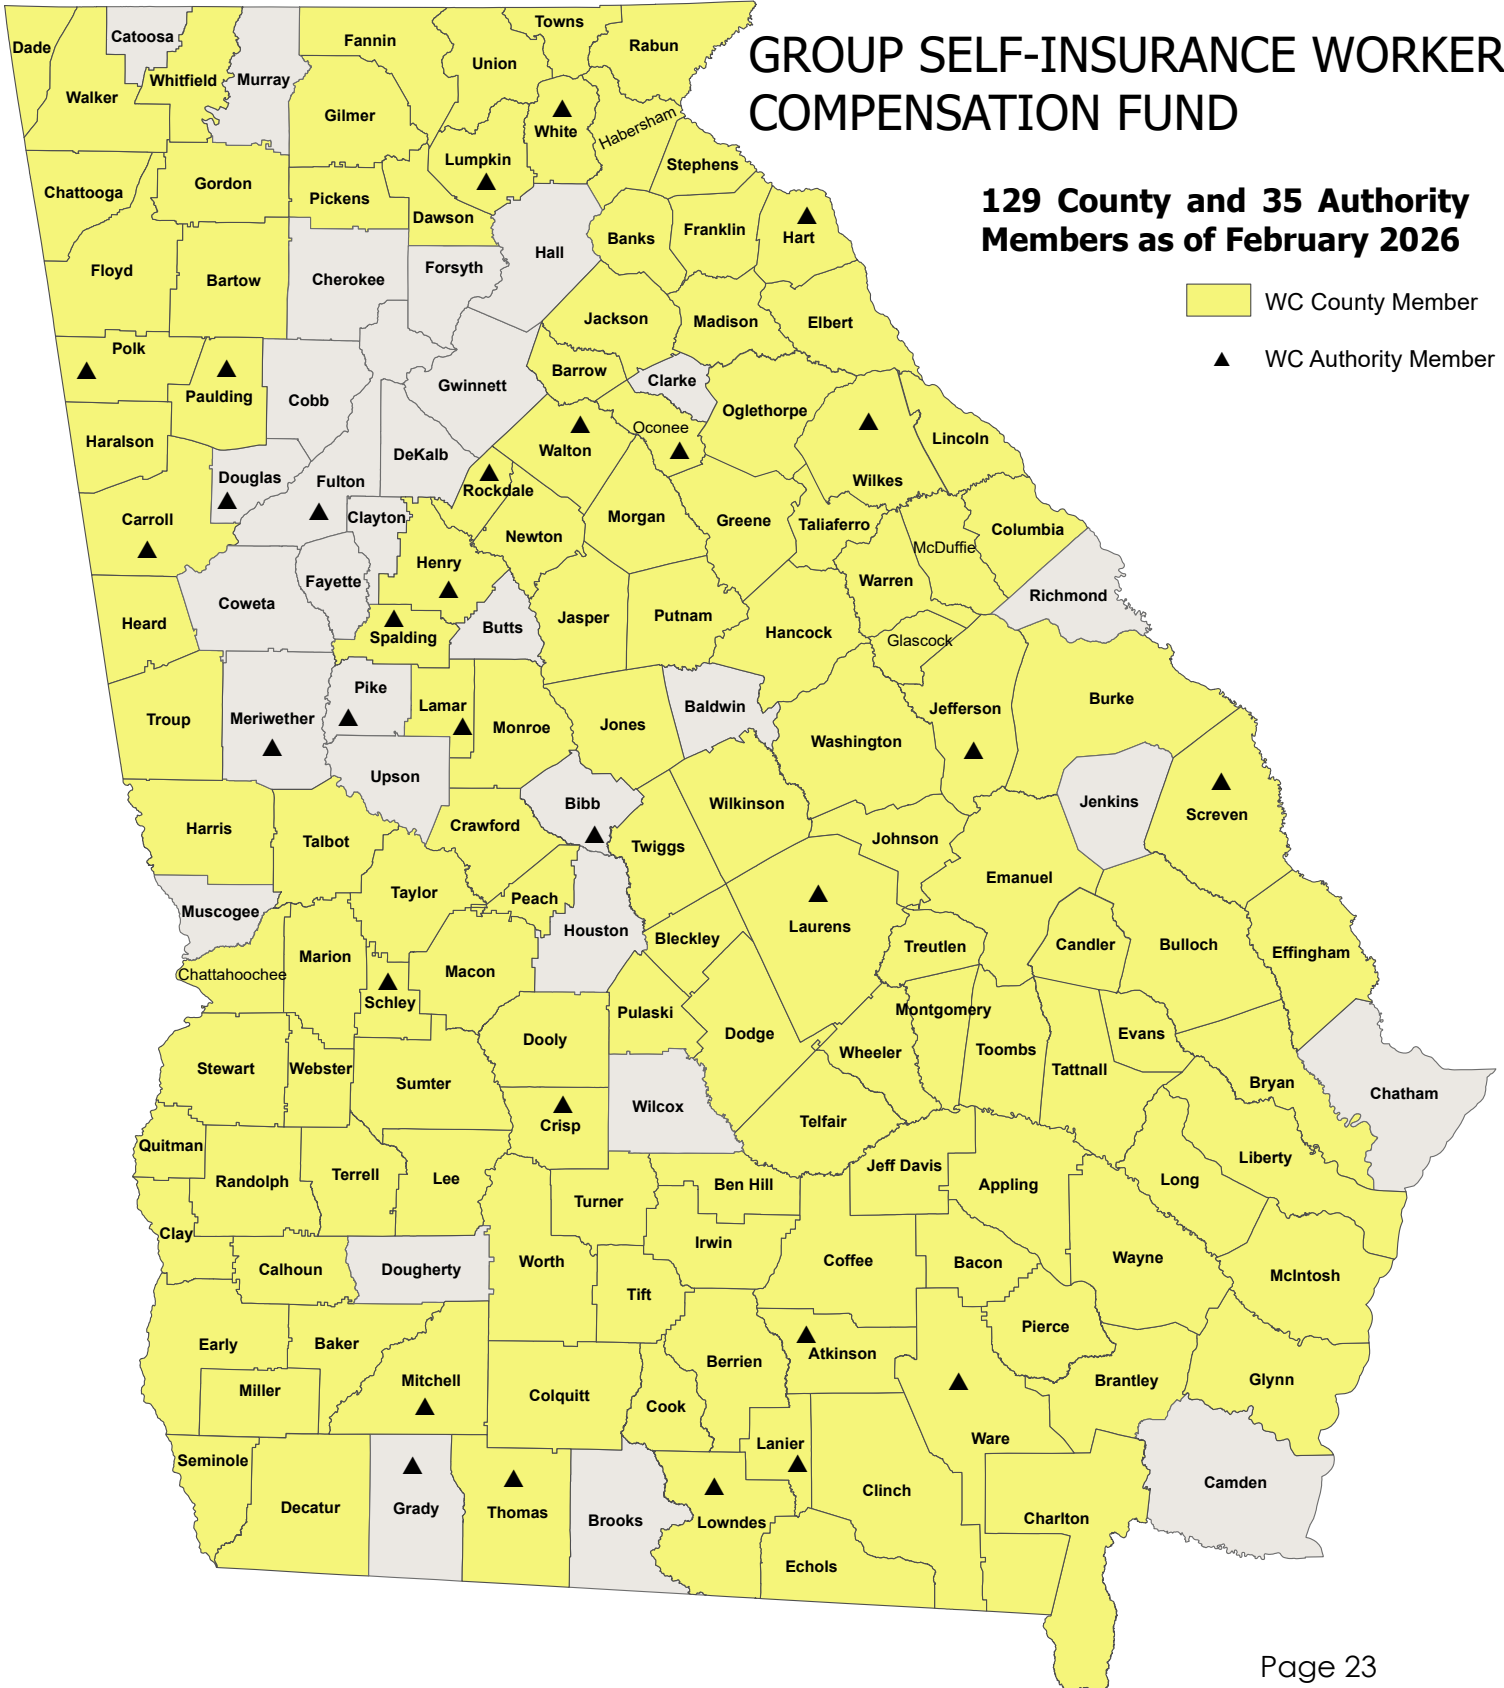 GROUP SELF-INSURANCE WORKER
COMPENSATION FUND
129 County and 35 Authority
Members as of February 2026
WC County Member
WC Authority Member
Dade
Catoosa
Whitfield
Murray
Walker
Fannin
Gilmer
Union
Towns
Rabun
White
Habersham
Lumpkin
Stephens
Chattooga
Gordon
Pickens
Dawson
Hall
Banks
Franklin
Hart
Floyd
Bartow
Cherokee
Forsyth
Jackson
Madison
Elbert
Polk
Paulding
Cobb
Gwinnett
Barrow
Clarke
Oglethorpe
Haralson
Douglas
Fulton
DeKalb
Rockdale
Walton
Oconee
Wilkes
Lincoln
Carroll
Clayton
Henry
Newton
Morgan
Greene
Taliaferro
McDuffie
Columbia
Fayette
Coweta
Heard
Spalding
Butts
Jasper
Putnam
Hancock
Warren
Glascock
Richmond
Troup
Meriwether
Pike
Lamar
Monroe
Jones
Baldwin
Washington
Jefferson
Burke
Upson
Bibb
Wilkinson
Jenkins
Screven
Harris
Talbot
Crawford
Twiggs
Johnson
Muscogee
Taylor
Peach
Houston
Laurens
Emanuel
Bleckley
Treutlen
Candler
Bulloch
Effingham
Chattahoochee
Marion
Schley
Macon
Dooly
Pulaski
Dodge
Montgomery
Wheeler
Toombs
Tattnall
Evans
Stewart
Webster
Sumter
Crisp
Wilcox
Telfair
Bryan
Chatham
Quitman
Randolph
Terrell
Lee
Turner
Ben Hill
Jeff Davis
Appling
Long
Liberty
Clay
Calhoun
Dougherty
Worth
Irwin
Tift
Coffee
Bacon
Wayne
McIntosh
Early
Baker
Miller
Mitchell
Colquitt
Cook
Berrien
Atkinson
Pierce
Brantley
Glynn
Seminole
Decatur
Grady
Thomas
Brooks
Lowndes
Lanier
Clinch
Ware
Echols
Charlton
Camden
Page 23